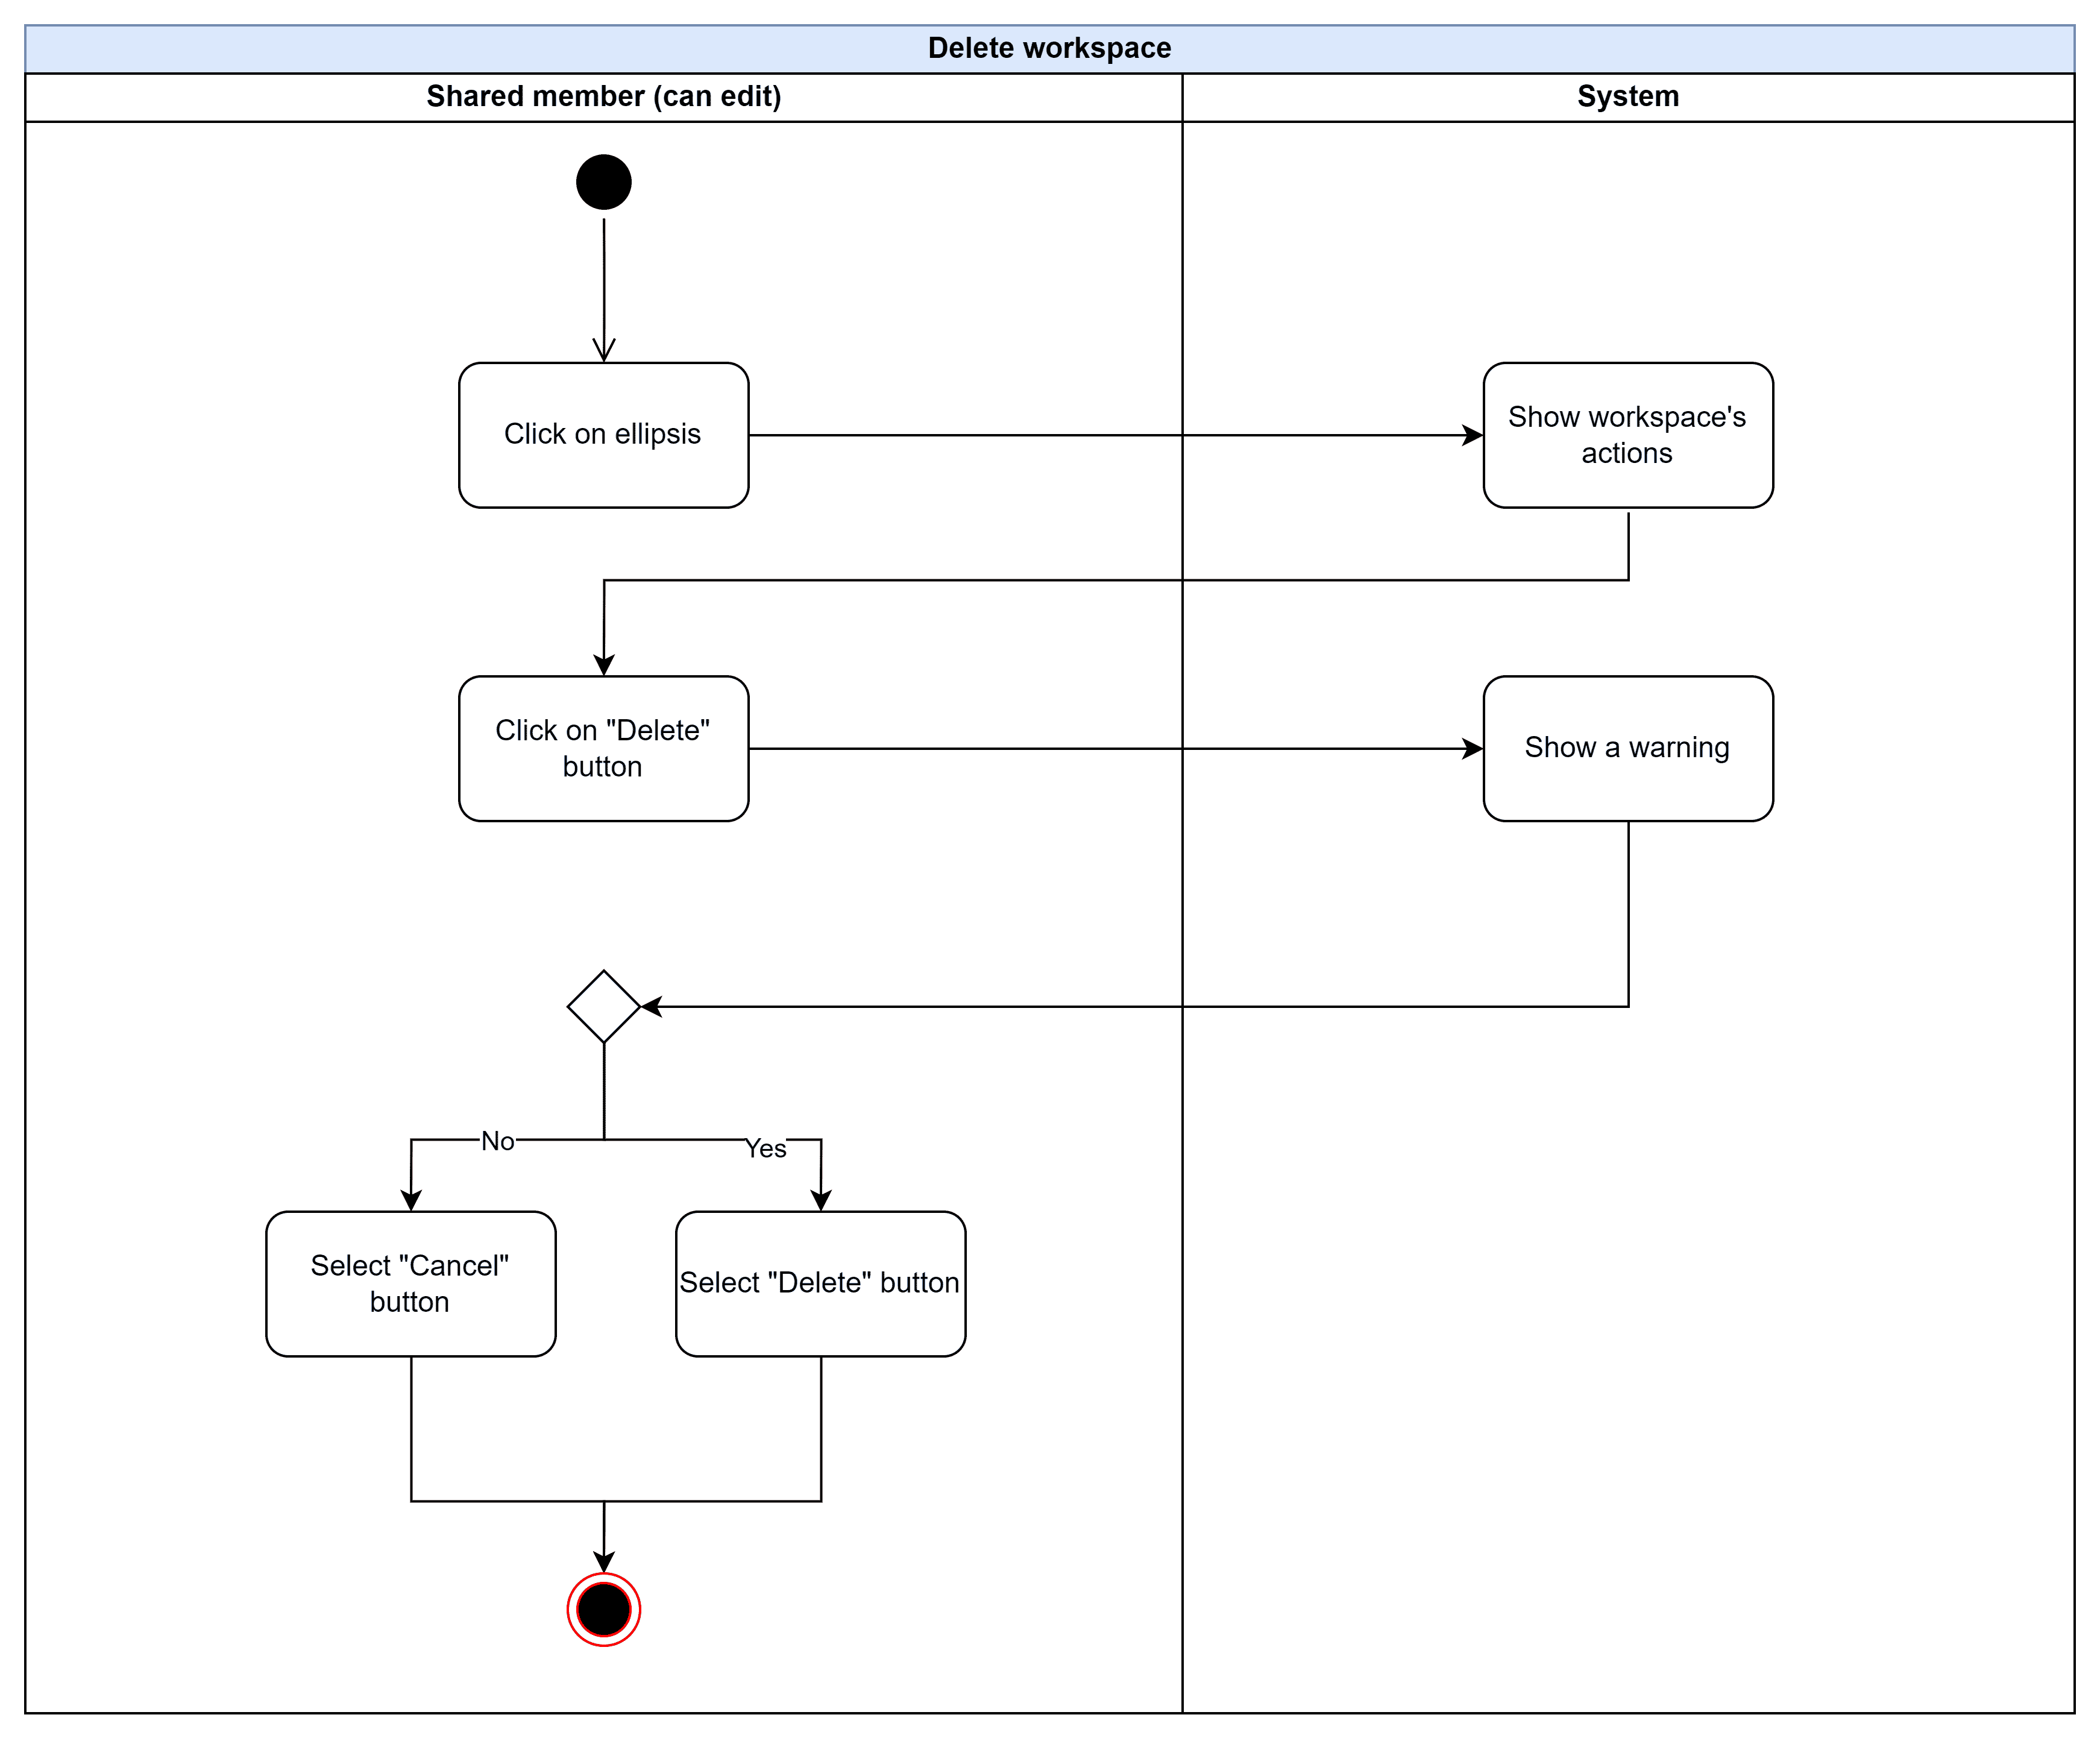 Delete workspace
Shared member (can edit)
System
Click on ellipsis
Show workspace's
actions
Click on "Delete"
button
Show a warning
No
Yes
Select "Cancel"
button
Select "Delete" button